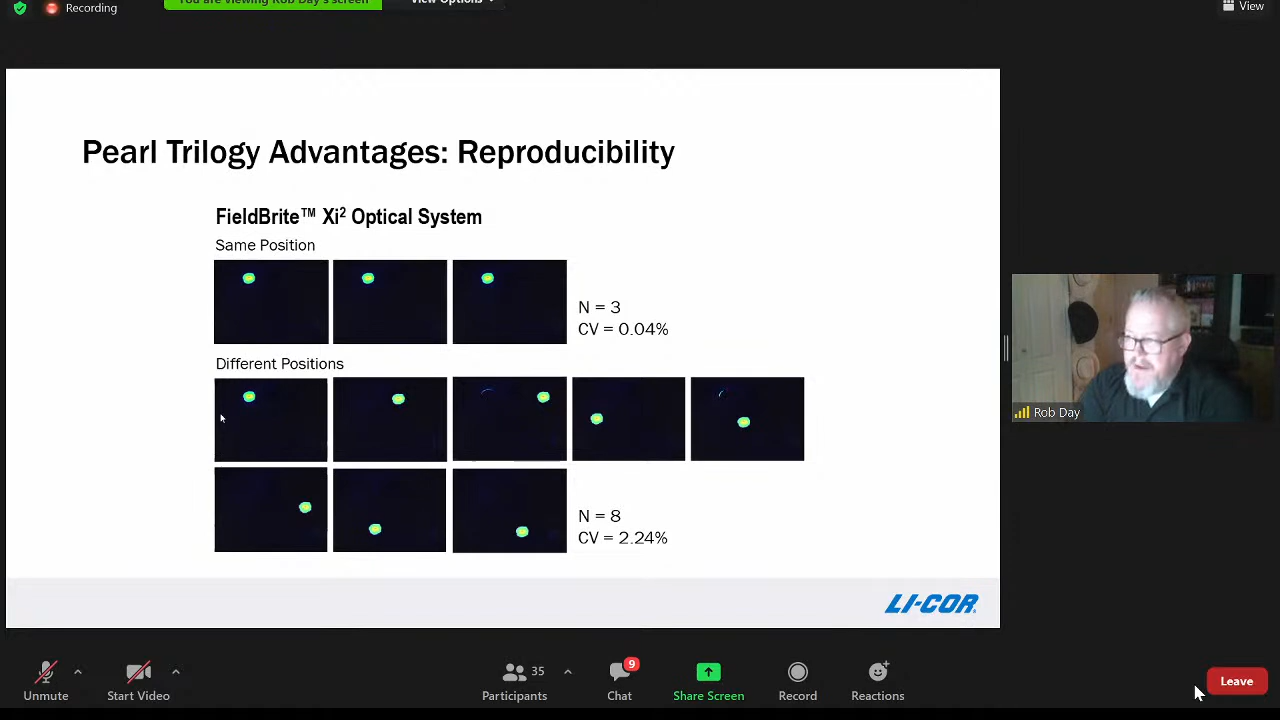 Recording
You are viewing Rob Day's screen
View Options
View
Pearl Trilogy Advantages: Reproducibility
FieldBrite™ Xi² Optical System
Same Position
N = 3
CV = 0.04%
Different Positions
N = 8
CV = 2.24%
LI-COR
Rob Day
Unmute
Start Video
35
Participants
9
Chat
Share Screen
Record
Reactions
Leave